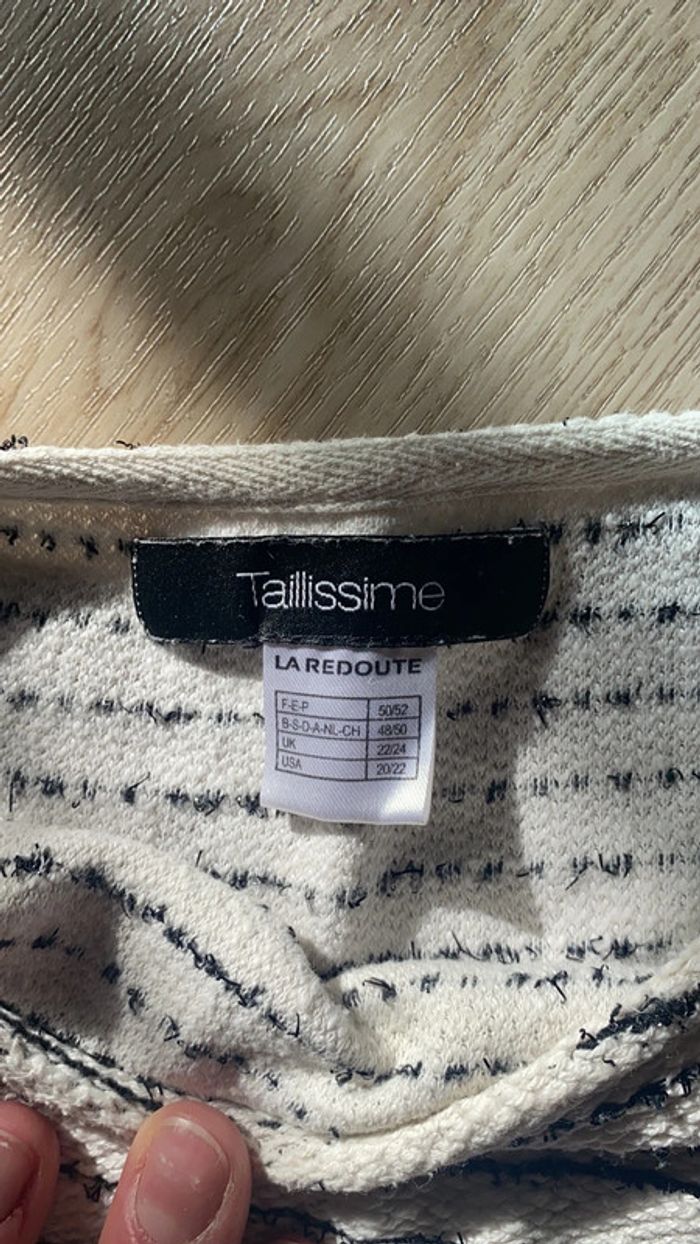 Taillissime
LA REDOUTE
F-E-P 50/52
B-S-D-A-NL-CH 48/50
UK 22/24
USA 20/22